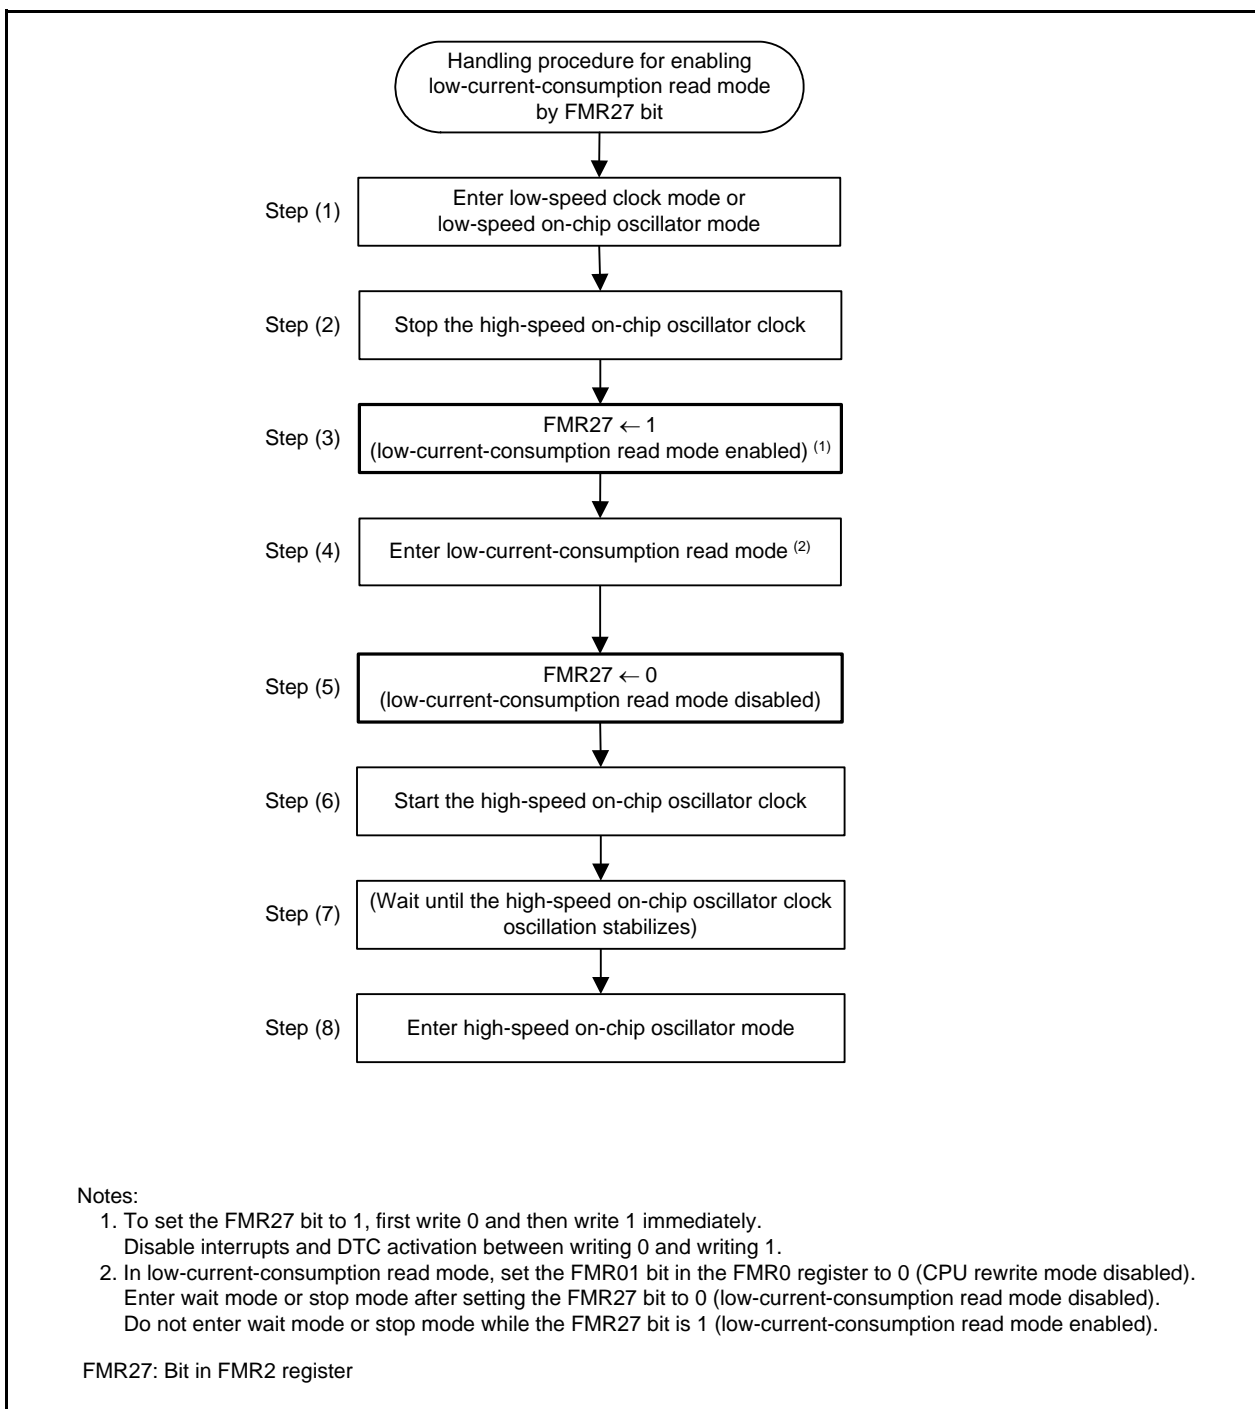 Handling procedure for enabling
low-current-consumption read mode
by FMR27 bit
Step (1)
Enter low-speed clock mode or
low-speed on-chip oscillator mode
Step (2)
Stop the high-speed on-chip oscillator clock
Step (3)
FMR27 ← 1
(low-current-consumption read mode enabled) (1)
Step (4)
Enter low-current-consumption read mode (2)
Step (5)
FMR27 ← 0
(low-current-consumption read mode disabled)
Step (6)
Start the high-speed on-chip oscillator clock
Step (7)
(Wait until the high-speed on-chip oscillator clock
oscillation stabilizes)
Step (8)
Enter high-speed on-chip oscillator mode
Notes:
1. To set the FMR27 bit to 1, first write 0 and then write 1 immediately.
Disable interrupts and DTC activation between writing 0 and writing 1.
2. In low-current-consumption read mode, set the FMR01 bit in the FMR0 register to 0 (CPU rewrite mode disabled).
Enter wait mode or stop mode after setting the FMR27 bit to 0 (low-current-consumption read mode disabled).
Do not enter wait mode or stop mode while the FMR27 bit is 1 (low-current-consumption read mode enabled).
FMR27: Bit in FMR2 register